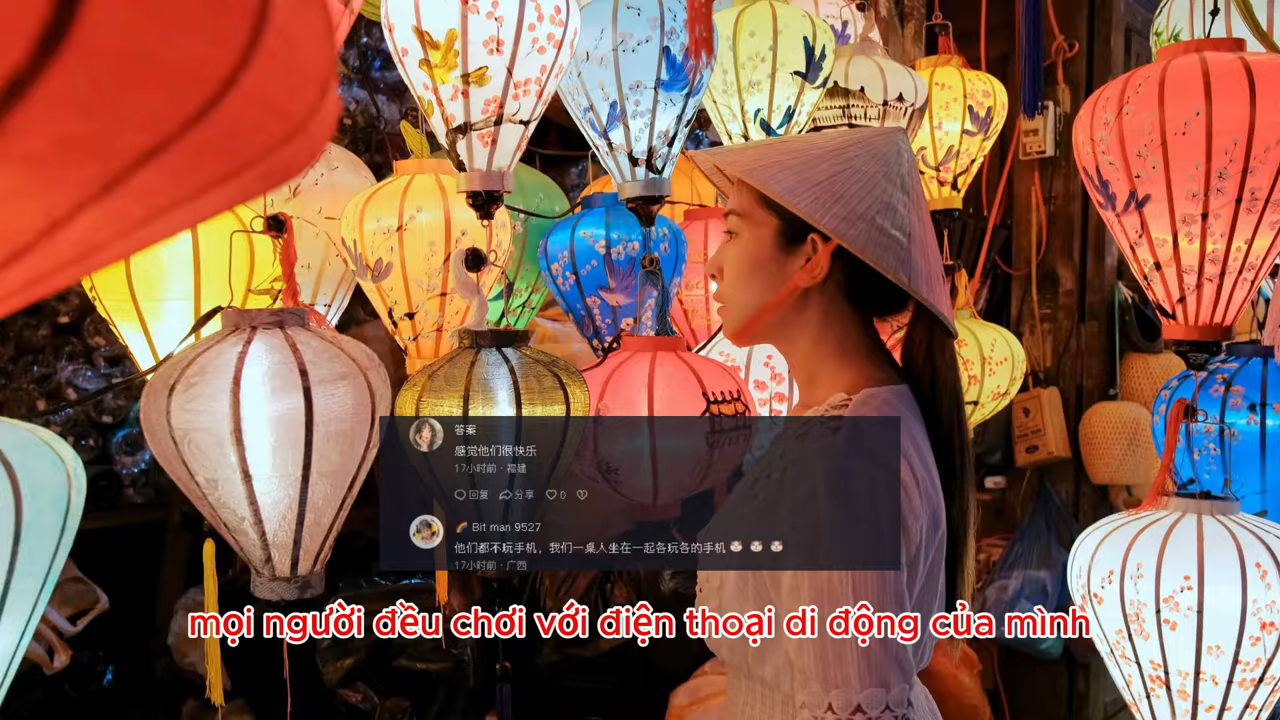 答案
感觉他们很快乐
17小时前 · 福建
回复 分享 0
🌈 Bit man 9527
他们都不玩手机，我们一桌人坐在一起各玩各的手机 🐹 🐹 🐹
17小时前 · 广西
mọi người đều chơi với điện thoại di động của mình